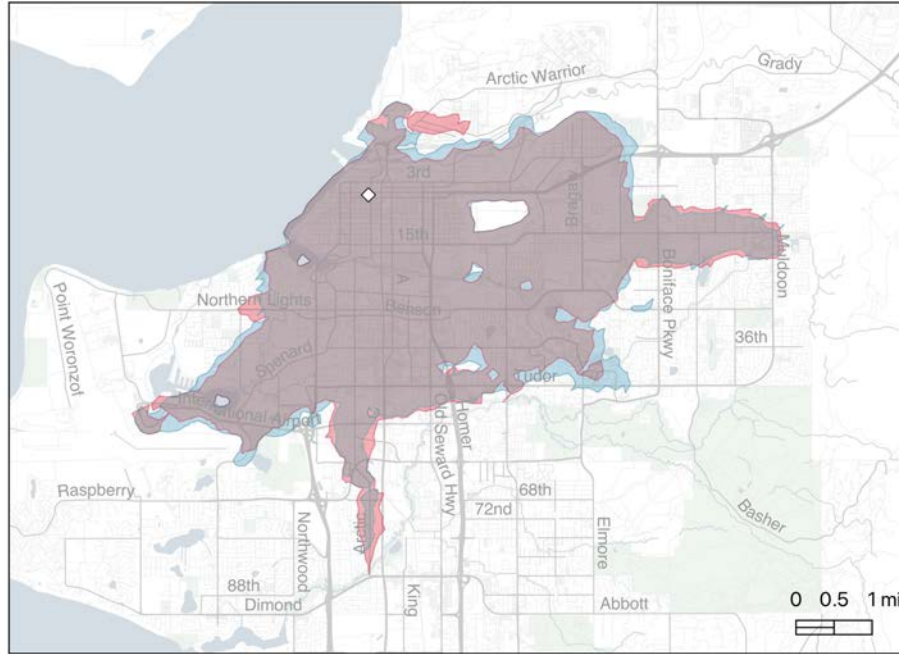 Arctic Warrior
Grady
3rd
Bragaw
15th
Muldoon
A
Boniface Pkwy
Point Woronzof
Northern Lights
Benson
36th
Spenard
Tudor
International Airport
Old Seward Hwy
Homer
Raspberry
68th
72nd
Arctic
Northwood
Elmore
Basher
88th
King
Dimond
Abbott
0 0.5 1 mi